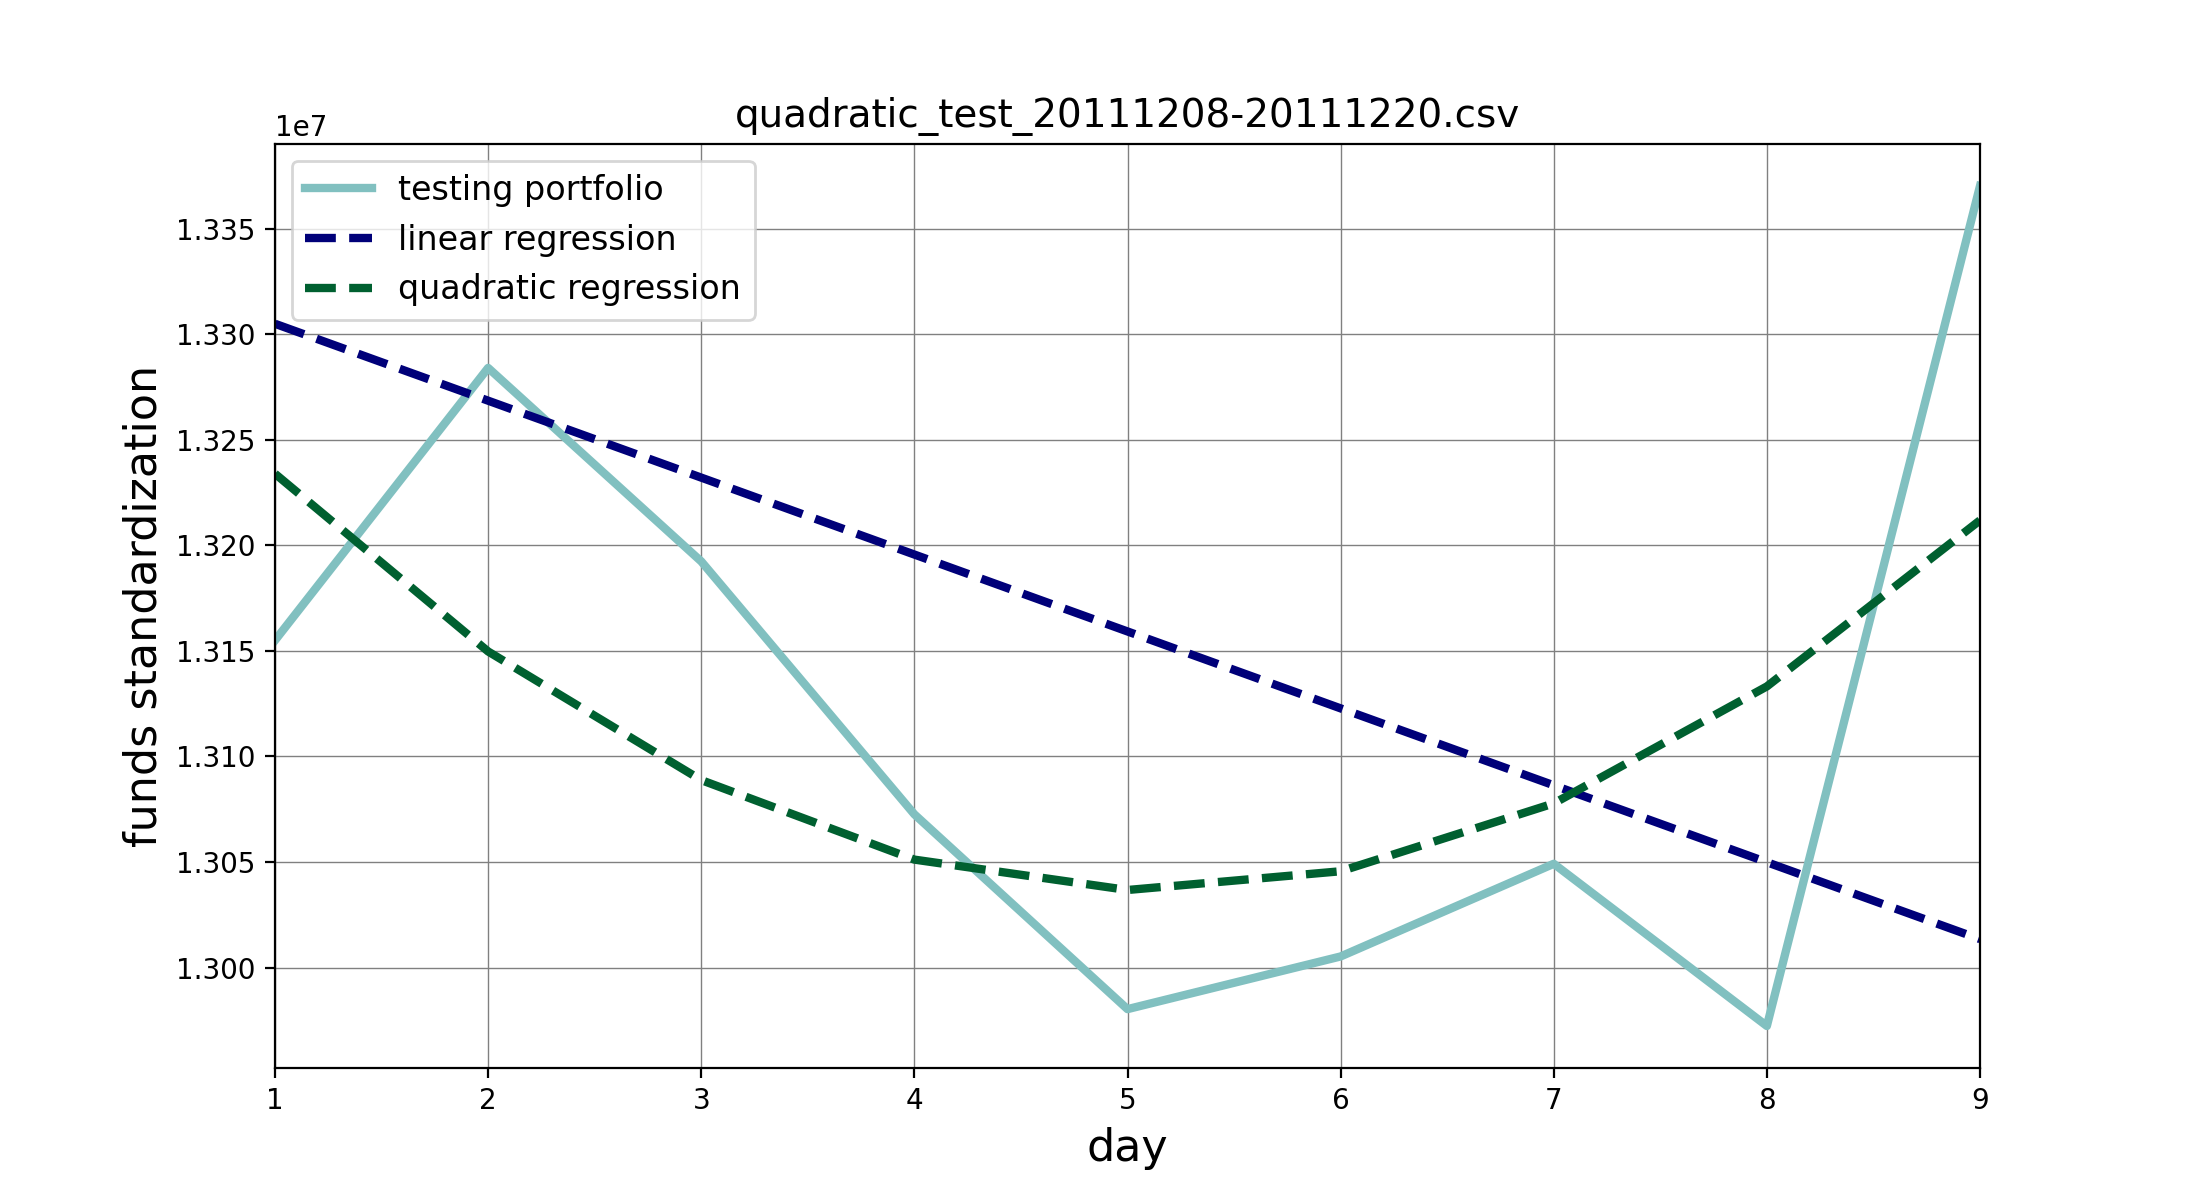 quadratic_test_20111208-20111220.csv
1e7
testing portfolio
linear regression
quadratic regression
funds standardization
1.335
1.330
1.325
1.320
1.315
1.310
1.305
1.300
1 2 3 4 5 6 7 8 9
day